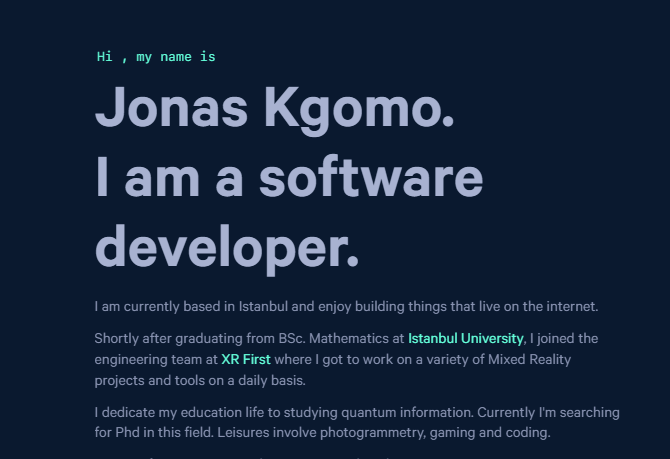 Hi , my name is
Jonas Kgomo.
I am a software
developer.
I am currently based in Istanbul and enjoy building things that live on the internet.
Shortly after graduating from BSc. Mathematics at Istanbul University, I joined the
engineering team at XR First where I got to work on a variety of Mixed Reality
projects and tools on a daily basis.
I dedicate my education life to studying quantum information. Currently I'm searching
for Phd in this field. Leisures involve photogrammetry, gaming and coding.